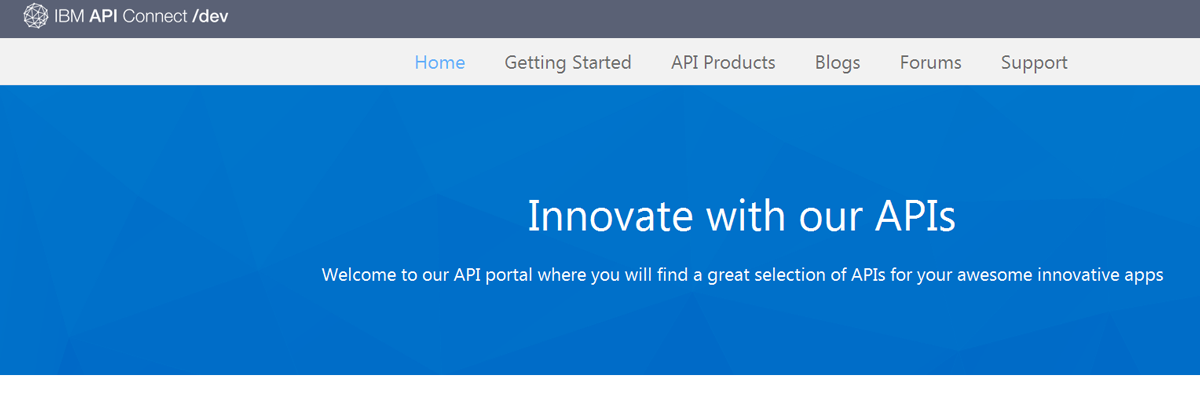 IBM API Connect /dev
Home Getting Started API Products Blogs Forums Support
Innovate with our APIs
Welcome to our API portal where you will find a great selection of APIs for your awesome innovative apps